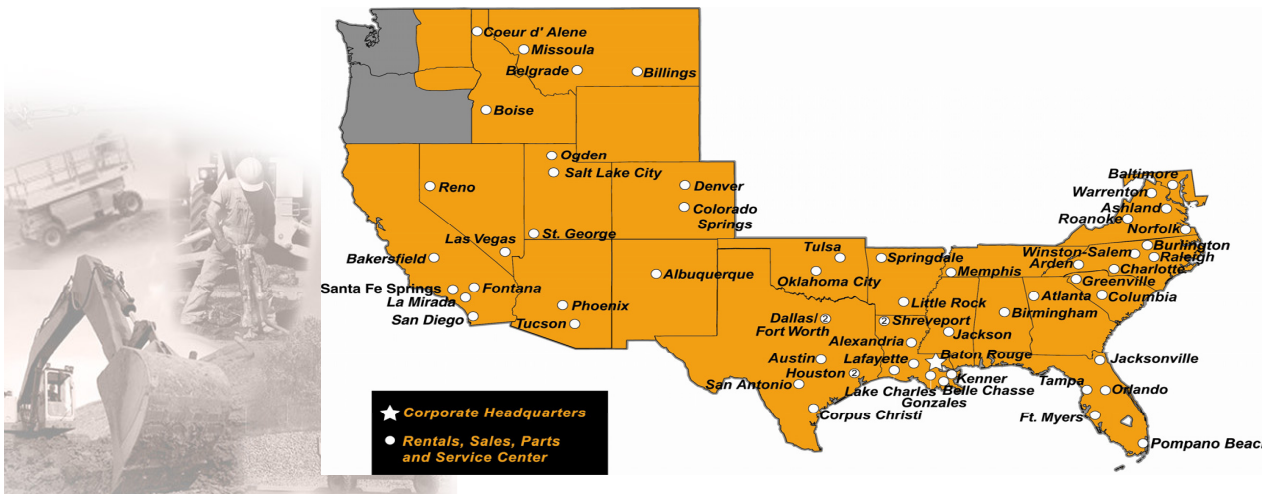 Coeur d' Alene
Missoula
Belgrade
Billings
Boise
Ogden
Salt Lake City
Reno
Denver
Colorado
Springs
St. George
Las Vegas
Bakersfield
Albuquerque
Santa Fe Springs
Fontana
La Mirada
San Diego
Phoenix
Tucson
Tulsa
Oklahoma City
Springdale
Memphis
Little Rock
Dallas/
Fort Worth
2
2
Shreveport
Jackson
Alexandria
Birmingham
Atlanta
Austin
Lafayette
Baton Rouge
Houston
2
San Antonio
Lake Charles
Kenner
Belle Chasse
Gonzales
Corpus Christi
Baltimore
Warrenton
Ashland
Roanoke
Norfolk
Burlington
Winston-Salem
Raleigh
Arden
Charlotte
Greenville
Columbia
Jacksonville
Tampa
Orlando
Ft. Myers
Pompano Beach
Corporate Headquarters
Rentals, Sales, Parts
and Service Center